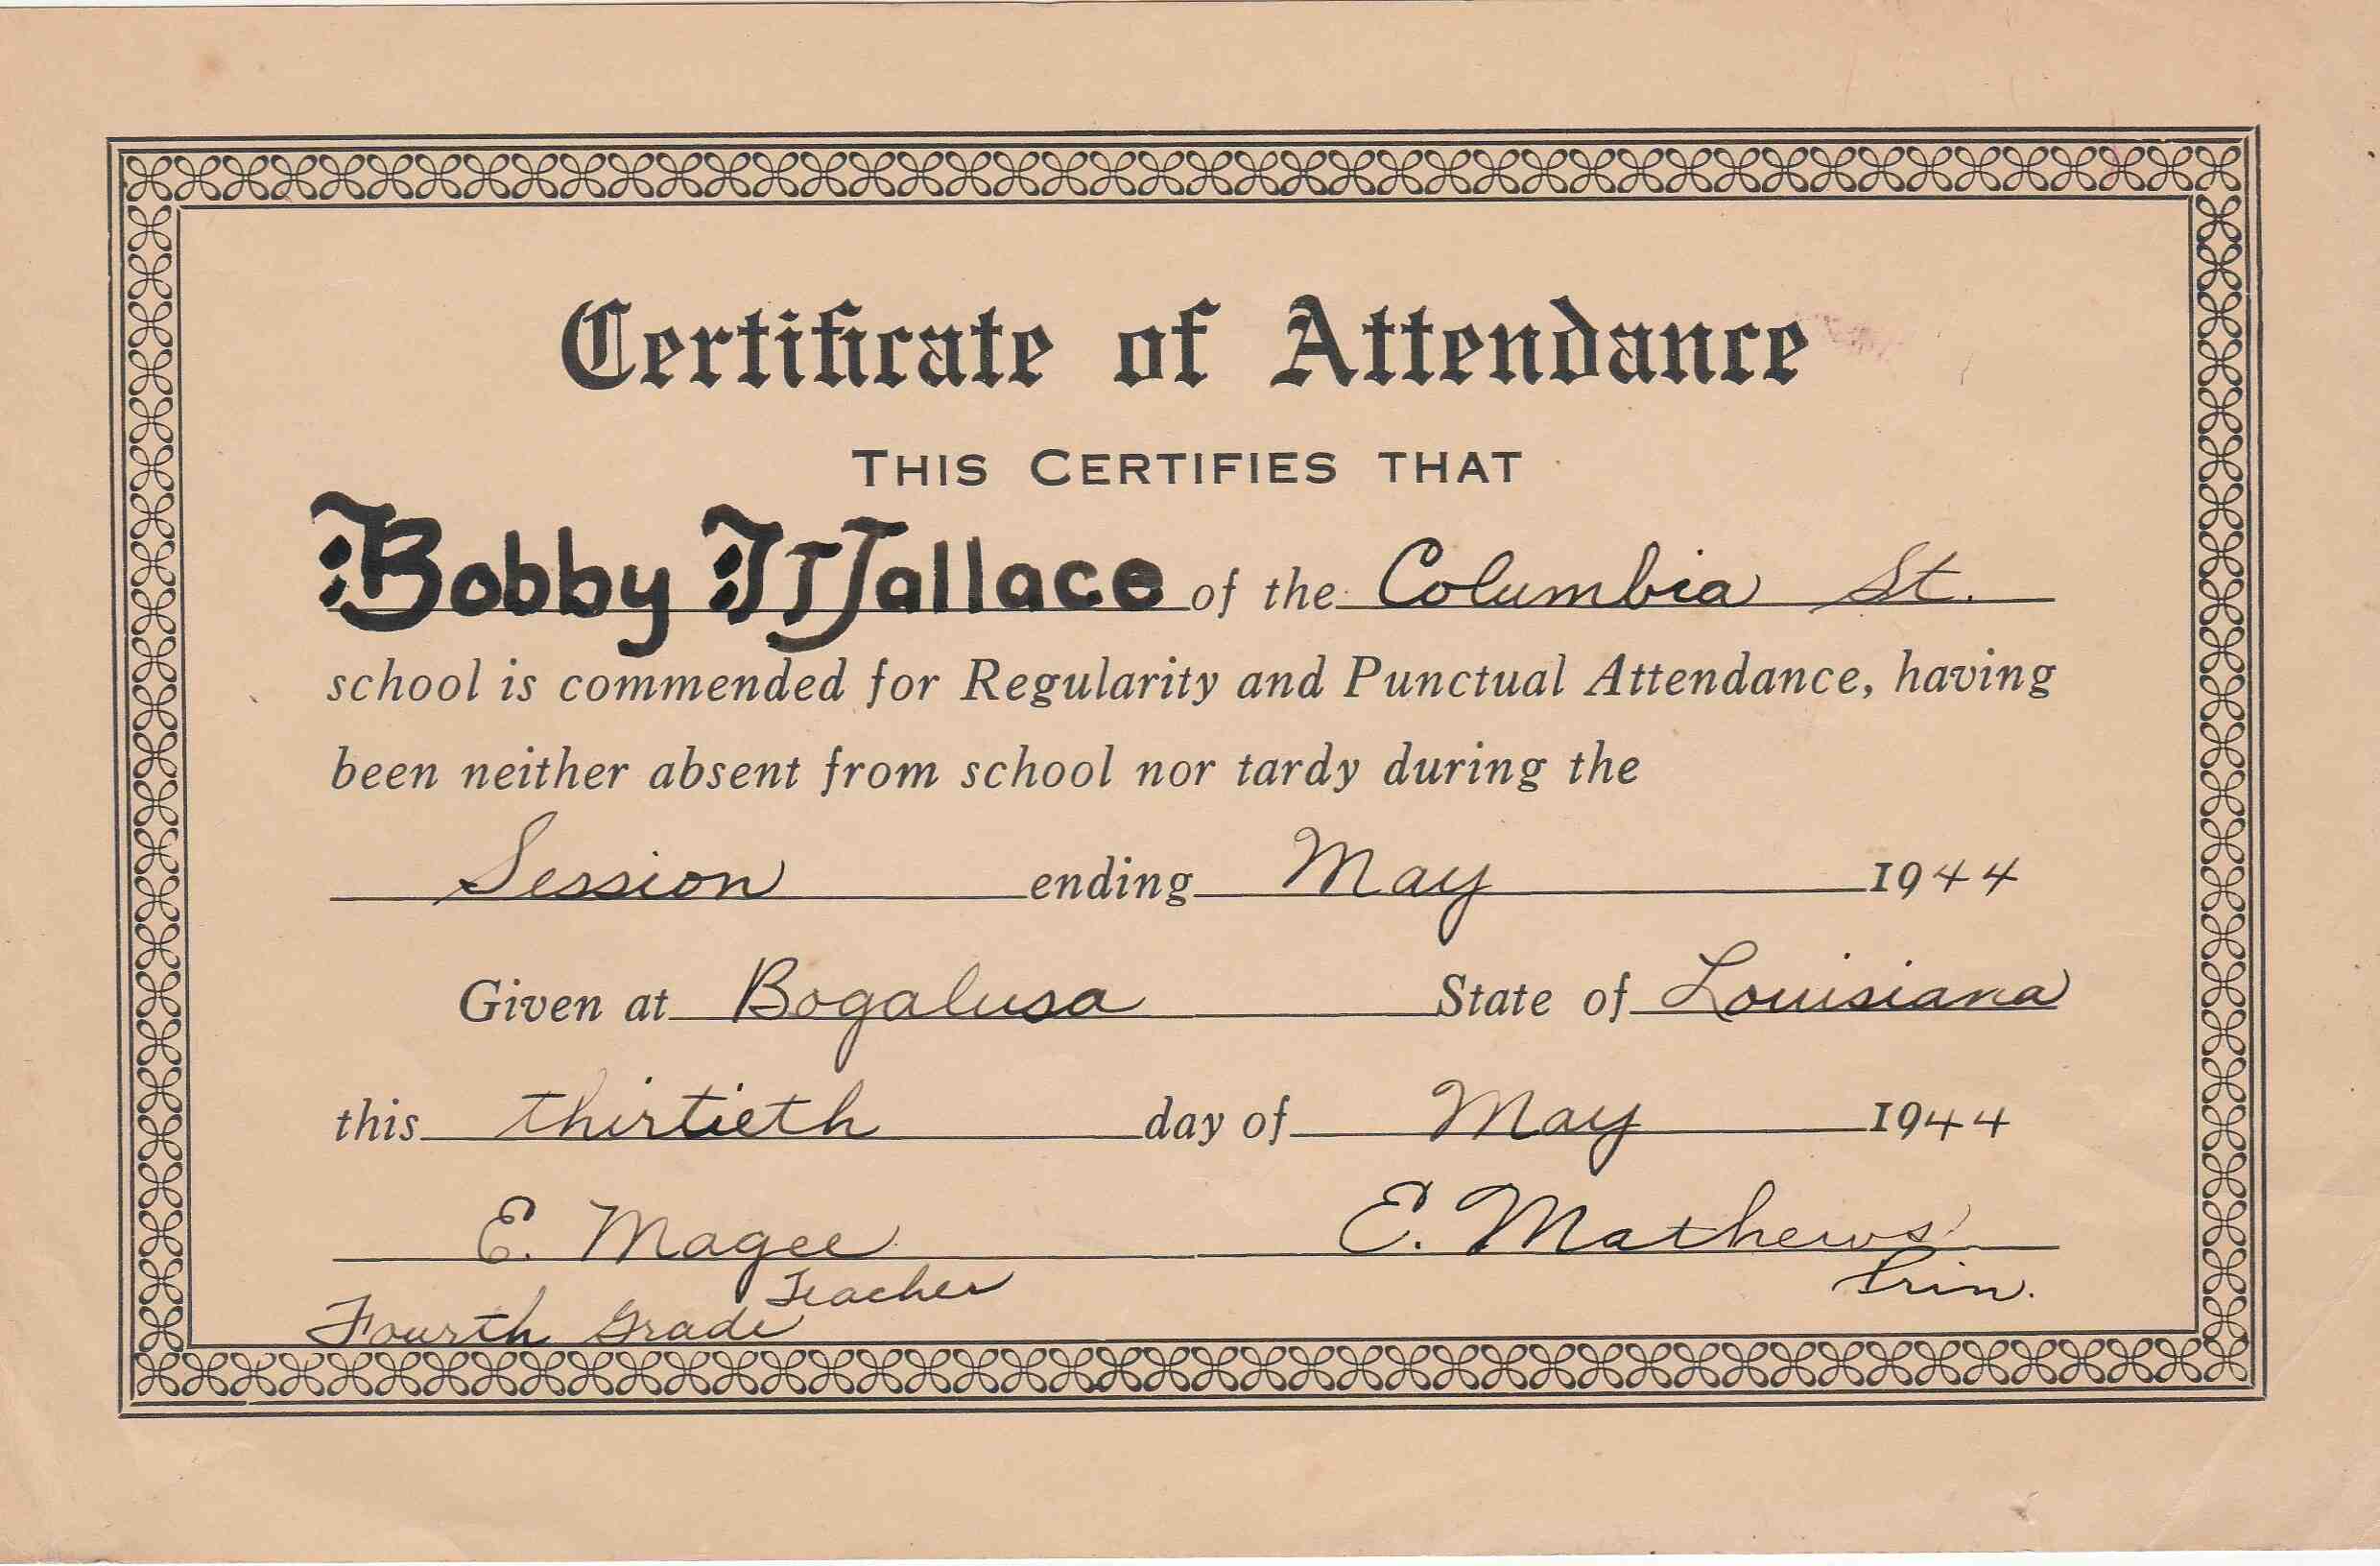 Certificate of Attendance
THIS CERTIFIES THAT
Bobby Wallace of the Columbia St.
school is commended for Regularity and Punctual Attendance, having
been neither absent from school nor tardy during the
Session ending May 1944
Given at Bogalusa State of Louisiana
this thirtieth day of May 1944
E. Magee E. Mathews
Teacher Prin.
Fourth Grade